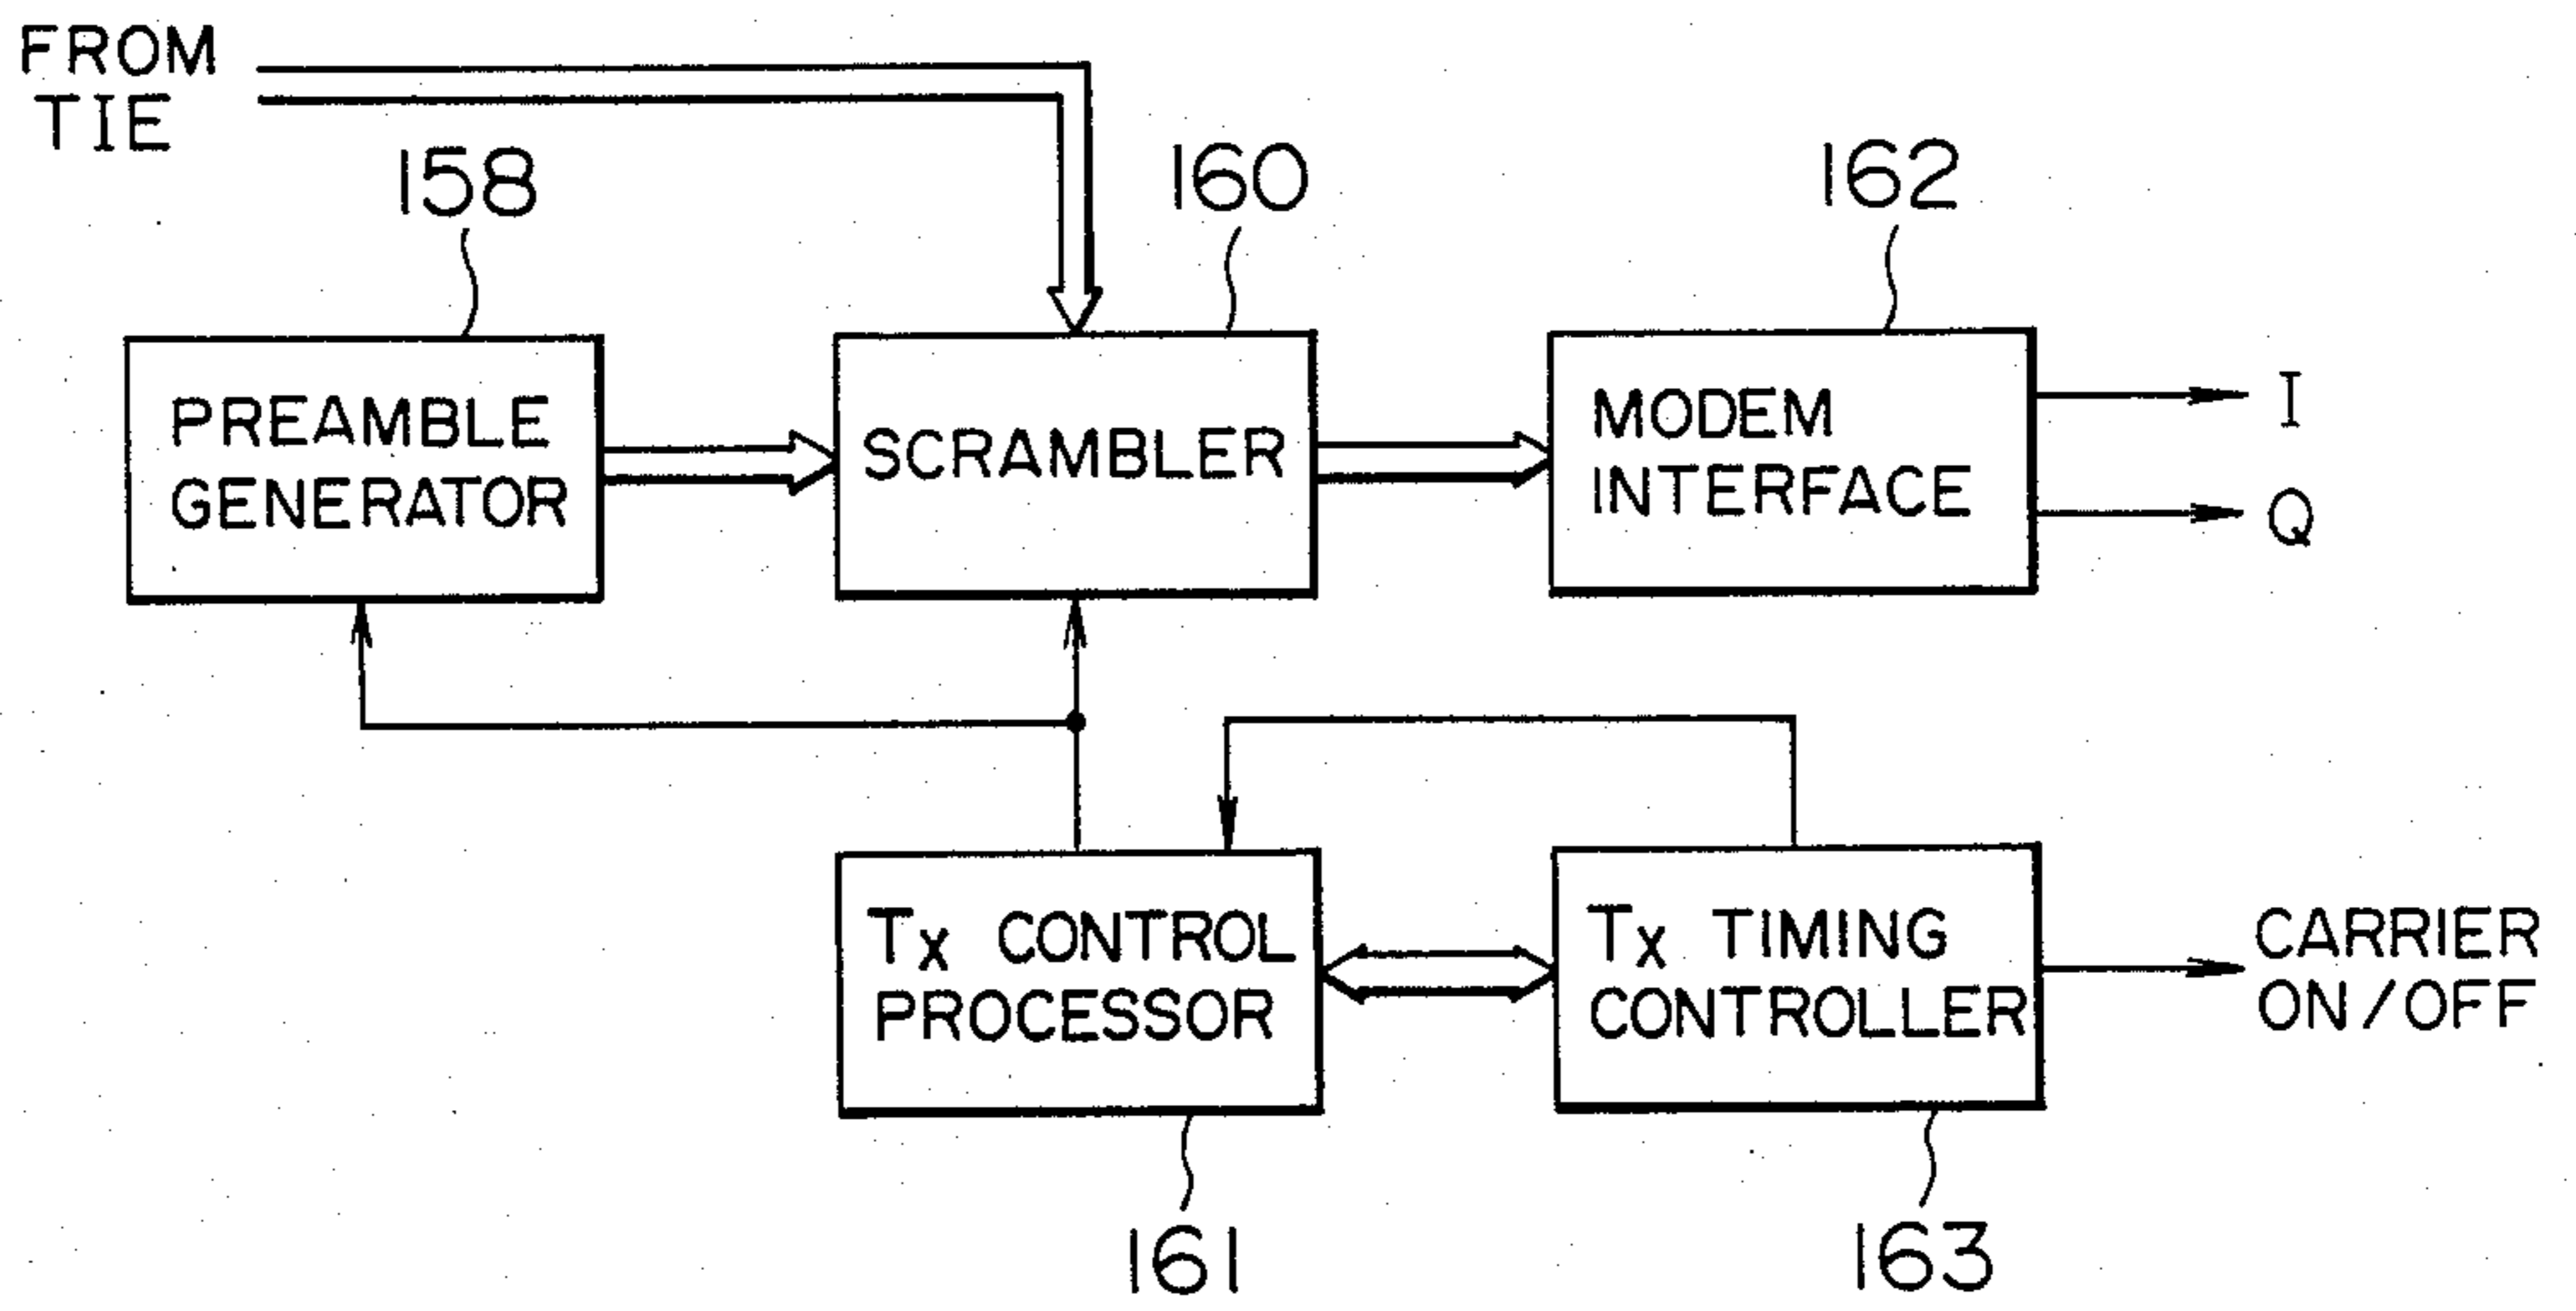 FROM
TIE
158
160
162
PREAMBLE
GENERATOR
SCRAMBLER
MODEM
INTERFACE
I
Q
Tx CONTROL
PROCESSOR
Tx TIMING
CONTROLLER
CARRIER
ON/OFF
161
163